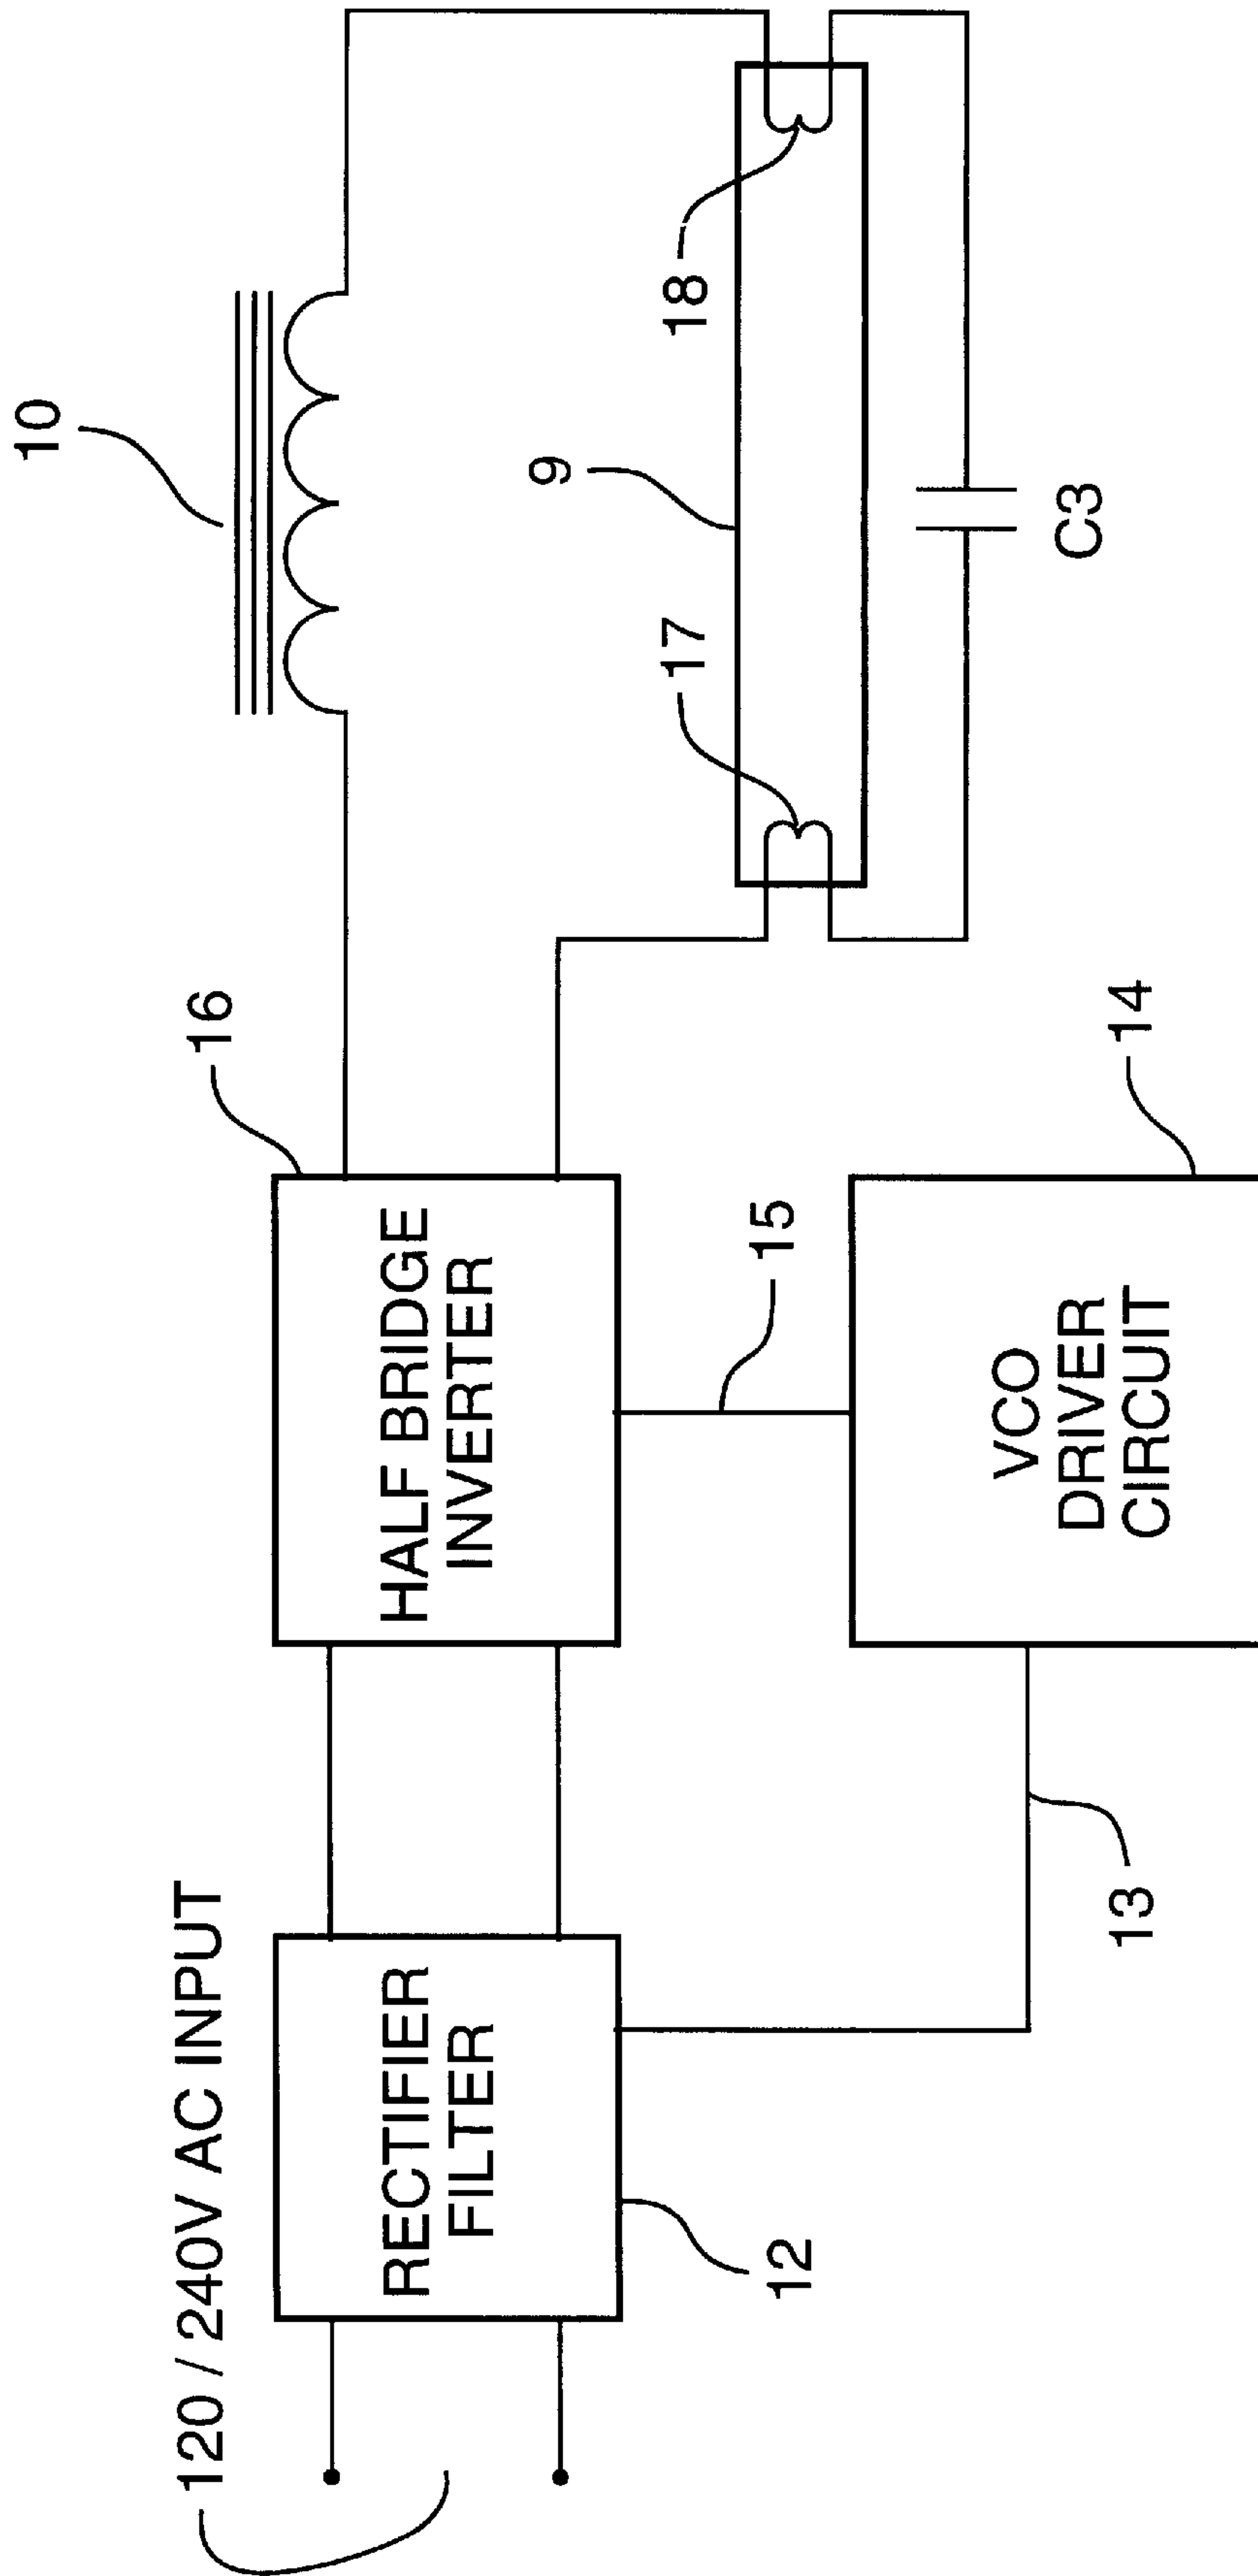 120 / 240V AC INPUT
RECTIFIER
FILTER
12
13
HALF BRIDGE
INVERTER
16
15
VCO
DRIVER
CIRCUIT
14
10
9
17
18
C3